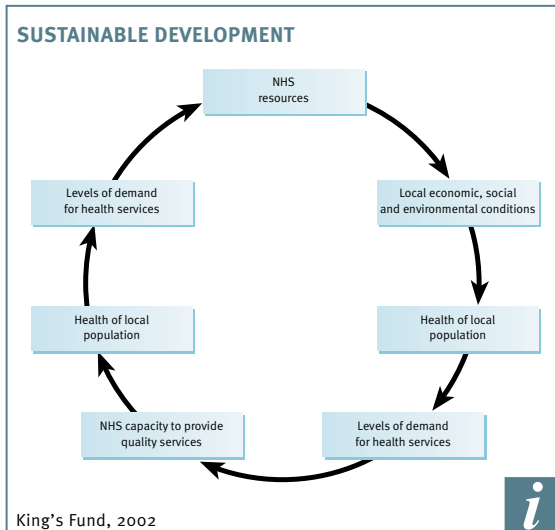 SUSTAINABLE DEVELOPMENT
NHS
resources
Local economic, social
and environmental conditions
Health of local
population
Levels of demand
for health services
NHS capacity to provide
quality services
Health of local
population
Levels of demand
for health services
King's Fund, 2002
i